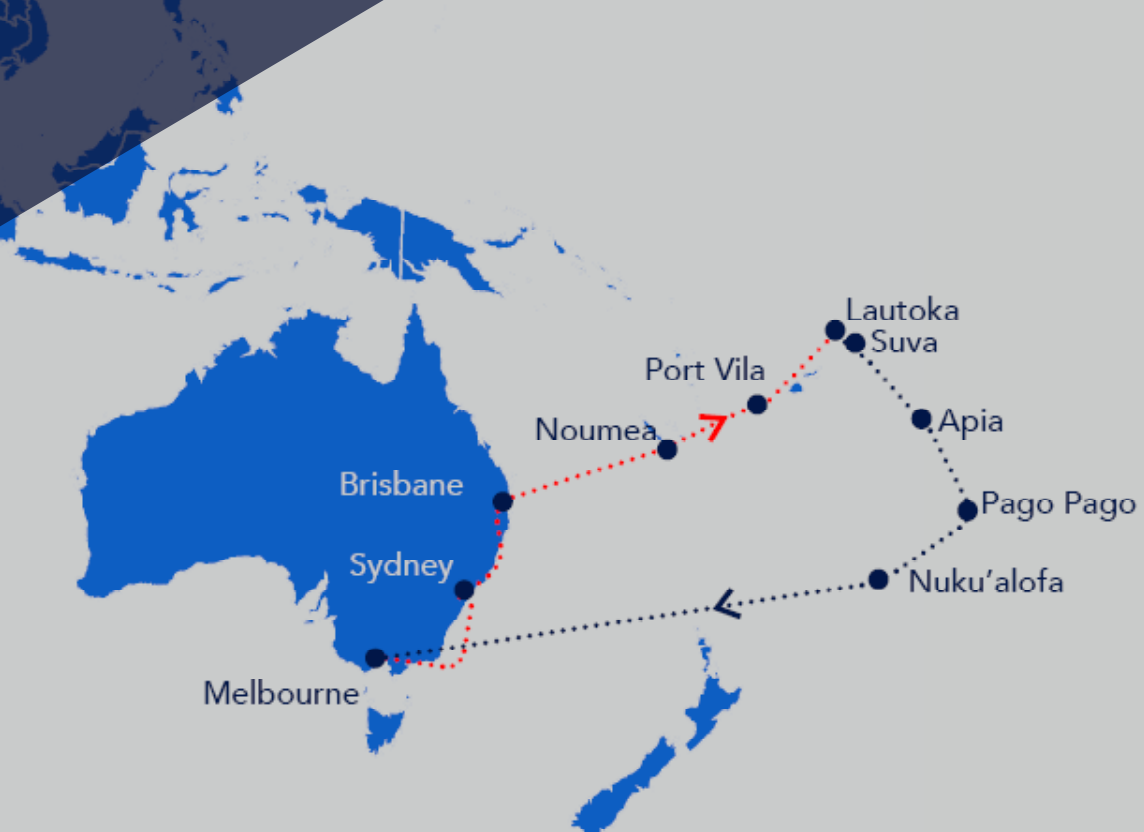 Lautoka
Suva
Port Vila
Apia
Noumea
Brisbane
Pago Pago
Sydney
Nuku’alofa
Melbourne